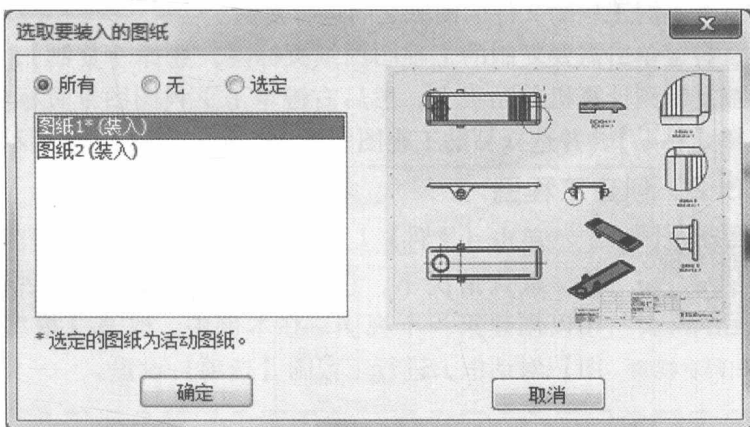 选取要装入的图纸
所有 无 选定
图纸1*(装入)
图纸2(装入)
*选定的图纸为活动图纸。
确定 取消